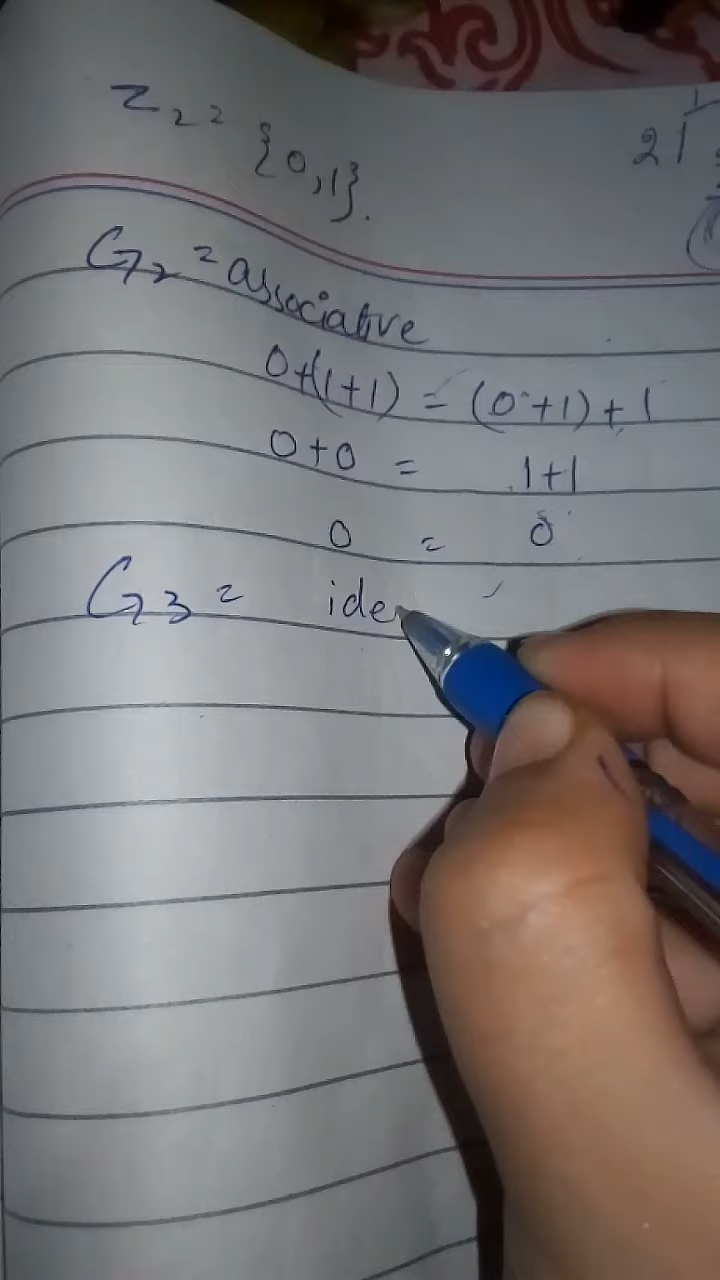 Z₂ = {0,1}.
2
G₂ = associative
0+(1+1) = (0+1)+1
0+0 = 1+1
0 = 0
G₃ = ide